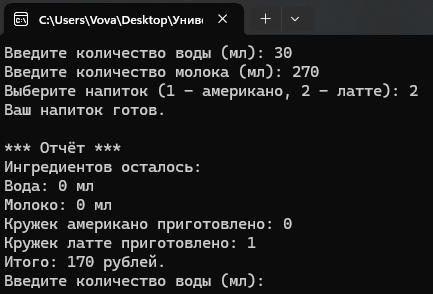 C:\Users\Vova\Desktop\Униве
Введите количество воды (мл): 30
Введите количество молока (мл): 270
Выберите напиток (1 — американо, 2 — латте): 2
Ваш напиток готов.
*** Отчёт ***
Ингредиентов осталось:
Вода: 0 мл
Молоко: 0 мл
Кружек американо приготовлено: 0
Кружек латте приготовлено: 1
Итого: 170 рублей.
Введите количество воды (мл):